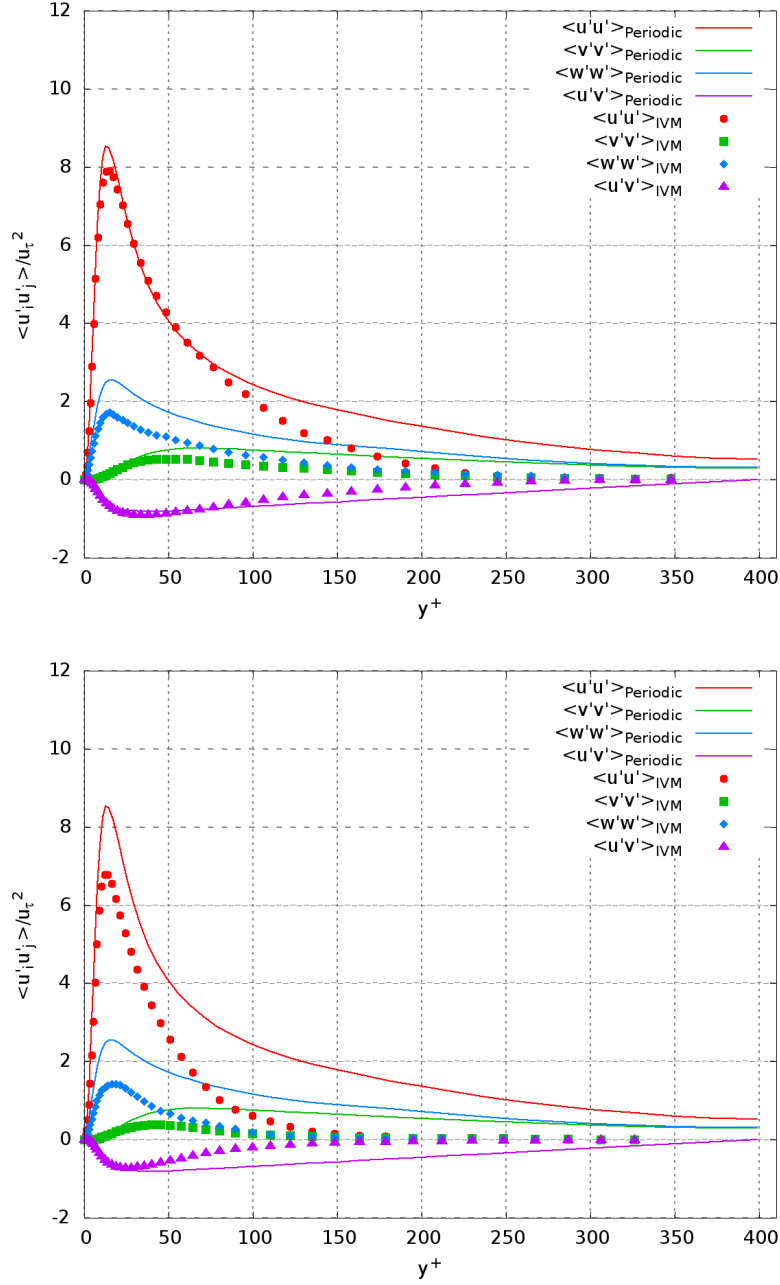 12
10
8
6
4
2
0
-2
<u'ᵢu'ⱼ>/u_τ²
<u'u'>Periodic
<v'v'>Periodic
<w'w'>Periodic
<u'v'>Periodic
<u'u'>IVM
<v'v'>IVM
<w'w'>IVM
<u'v'>IVM
0 50 100 150 200 250 300 350 400
y⁺
12
10
8
6
4
2
0
-2
<u'ᵢu'ⱼ>/u_τ²
<u'u'>Periodic
<v'v'>Periodic
<w'w'>Periodic
<u'v'>Periodic
<u'u'>IVM
<v'v'>IVM
<w'w'>IVM
<u'v'>IVM
0 50 100 150 200 250 300 350 400
y⁺